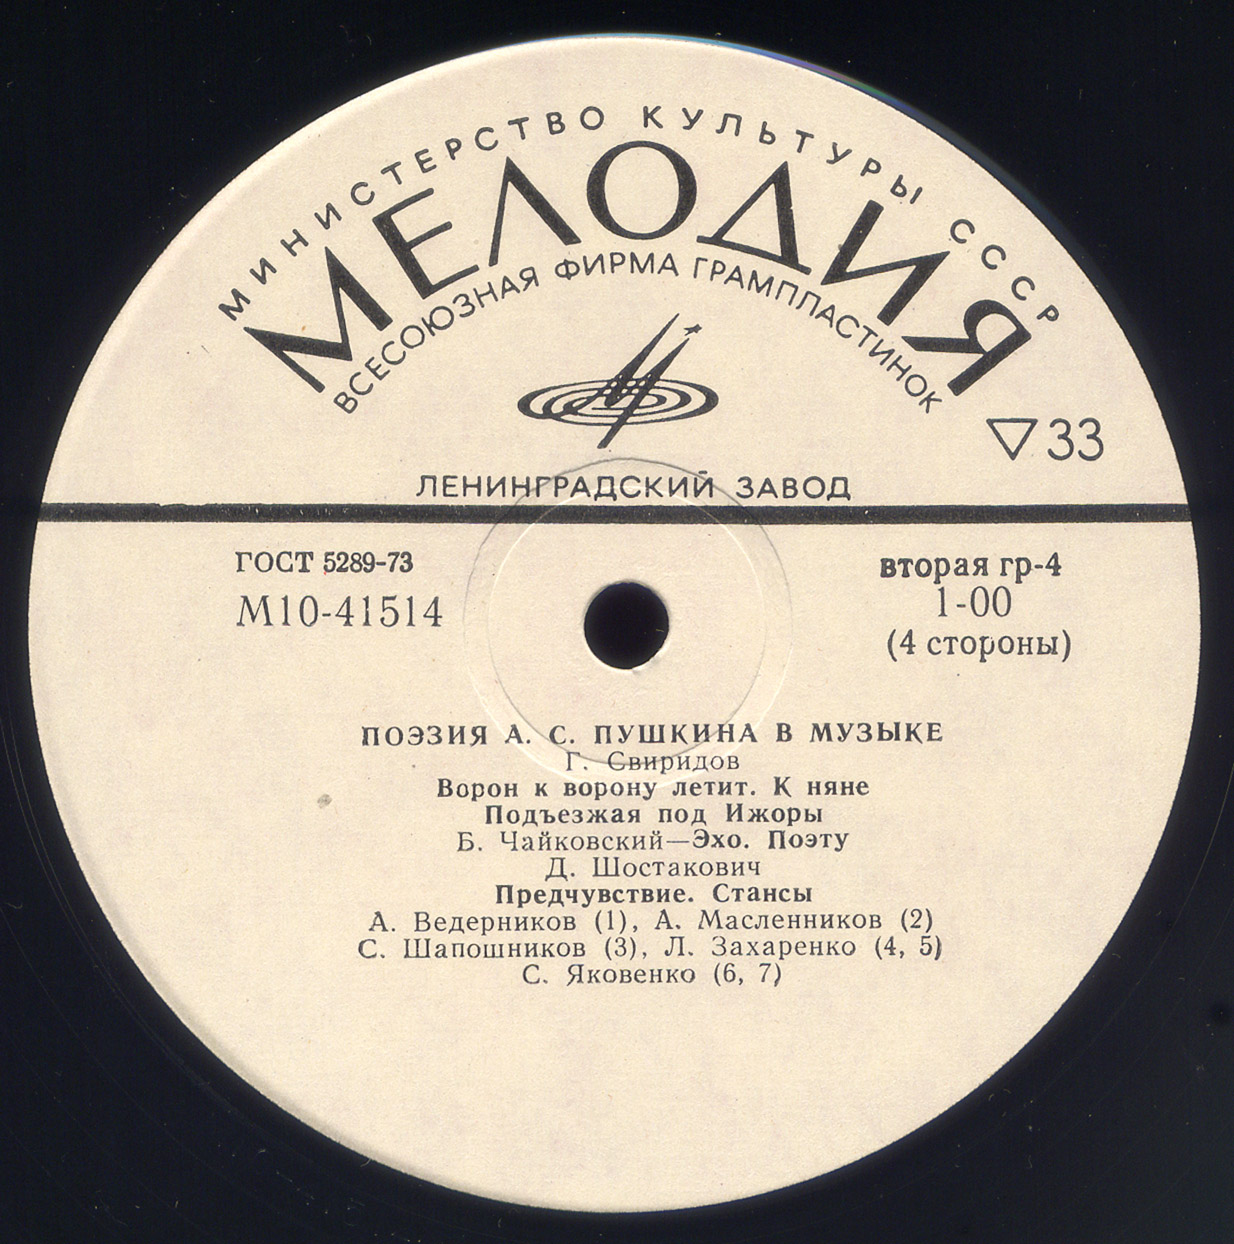 МИНИСТЕРСТВО КУЛЬТУРЫ СССР
МЕЛОДИЯ
ВСЕСОЮЗНАЯ ФИРМА ГРАМПЛАСТИНОК
▽33
ЛЕНИНГРАДСКИЙ ЗАВОД
ГОСТ 5289-73
М10-41514
вторая гр-4
1-00
(4 стороны)
ПОЭЗИЯ А. С. ПУШКИНА В МУЗЫКЕ
Г. Свиридов
Ворон к ворону летит. К няне
Подъезжая под Ижоры
Б. Чайковский—Эхо. Поэту
Д. Шостакович
Предчувствие. Стансы
А. Ведерников (1), А. Масленников (2)
С. Шапошников (3), Л. Захаренко (4, 5)
С. Яковенко (6, 7)